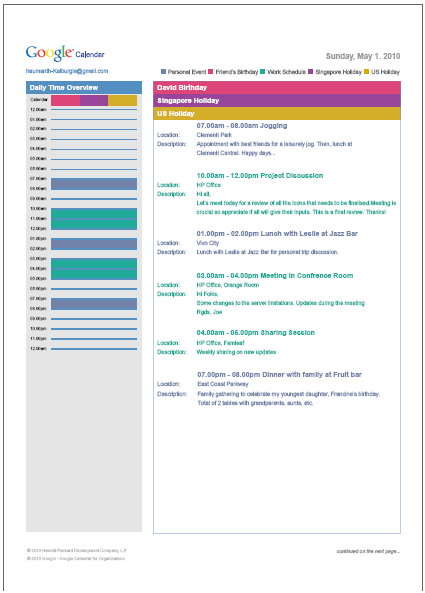 Google Calendar
Sunday, May 1. 2010
haumanth-Kalburgle@gmail.com
Personal Event Friend's Birthday Work Schedule Singapore Holiday US Holiday
Daily Time Overview
Calendar
12.00am
01.00am
02.00am
03.00am
04.00am
05.00am
06.00am
07.00am
08.00am
09.00am
10.00am
11.00am
12.00pm
01.00pm
02.00pm
03.00pm
04.00pm
05.00pm
06.00pm
07.00pm
08.00pm
09.00pm
10.00pm
11.00pm
12.00am
David Birthday
Singapore Holiday
US Holiday
07.00am - 08.00am Jogging
Location: Clementi Park
Description: Appointment with best friends for a leisurely jog. Then, lunch at
Clementi Central. Happy days...
10.00am - 12.00pm Project Discussion
Location: HP Office
Description: Hi all,
Let's meet today for a review of all the icons that needs to be finalised.Meeting is
crucial so appreciate if all will give their inputs. This is a final review. Thanks!
01.00pm - 02.00pm Lunch with Leslie at Jazz Bar
Location: Vivo City
Description: Lunch with Leslie at Jazz Bar for personal trip discussion.
03.00am - 04.00pm Meeting in Confrence Room
Location: HP Office, Orange Room
Description: Hi Folks,
Some changes to the server limitations. Updates during the meeting
Rgds, Joe
04.00am - 05.00pm Sharing Session
Location: HP Office, Fernleaf
Description: Weekly sharing on new updates
07.00pm - 08.00pm Dinner with family at Fruit bar
Location: East Coast Parkway
Description: Family gathering to celebrate my youngest daughter, Francine's birthday.
Total of 2 tables with grandparents, aunts, etc.
© 2010 Hewlett-Packard Development Company, L.P.
© 2010 Google - Google Calendar for Organizations
continued on the next page...